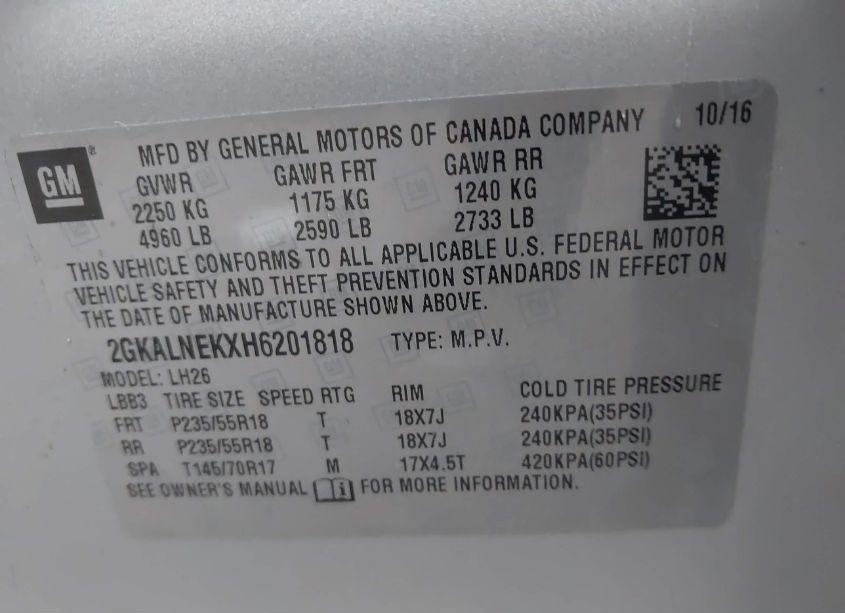 GM
MFD BY GENERAL MOTORS OF CANADA COMPANY 10/16
GVWR GAWR FRT GAWR RR
2250 KG 1175 KG 1240 KG
4960 LB 2590 LB 2733 LB
THIS VEHICLE CONFORMS TO ALL APPLICABLE U.S. FEDERAL MOTOR
VEHICLE SAFETY AND THEFT PREVENTION STANDARDS IN EFFECT ON
THE DATE OF MANUFACTURE SHOWN ABOVE.
2GKALNEKXH6201818 TYPE: M.P.V.
MODEL: LH26
LBB3 TIRE SIZE SPEED RTG RIM COLD TIRE PRESSURE
FRT P235/55R18 T 18X7J 240KPA(35PSI)
RR P235/55R18 T 18X7J 240KPA(35PSI)
SPA T145/70R17 M 17X4.5T 420KPA(60PSI)
SEE OWNER'S MANUAL FOR MORE INFORMATION.